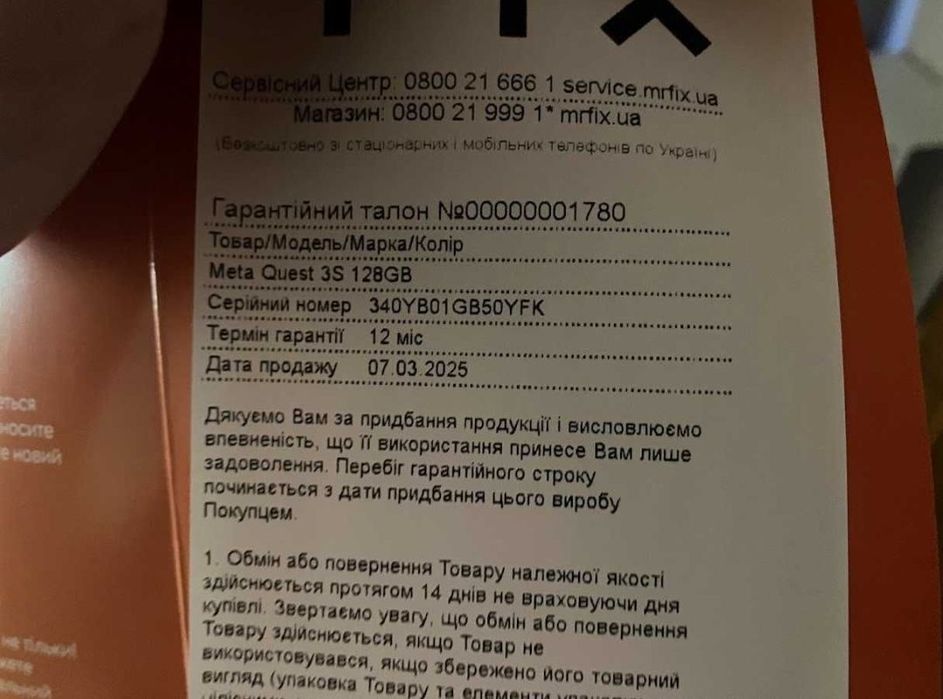 Сервісний Центр: 0800 21 666 1 service.mrfix.ua
Магазин: 0800 21 999 1* mrfix.ua
(Безкоштовно зі стаціонарних і мобільних телефонів по Україні)
Гарантійний талон №00000001780
Товар/Модель/Марка/Колір
Meta Quest 3S 128GB
Серійний номер 340YB01GB50YFK
Термін гарантії 12 міс
Дата продажу 07.03.2025
Дякуємо Вам за придбання продукції і висловлюємо
впевненість, що її використання принесе Вам лише
задоволення. Перебіг гарантійного строку
починається з дати придбання цього виробу
Покупцем.
1. Обмін або повернення Товару належної якості
здійснюється протягом 14 днів не враховуючи дня
купівлі. Звертаємо увагу, що обмін або повернення
Товару здійснюється, якщо Товар не
використовувався, якщо збережено його товарний
вигляд (упаковка Товару та елементи
носите
новий
не тільки!